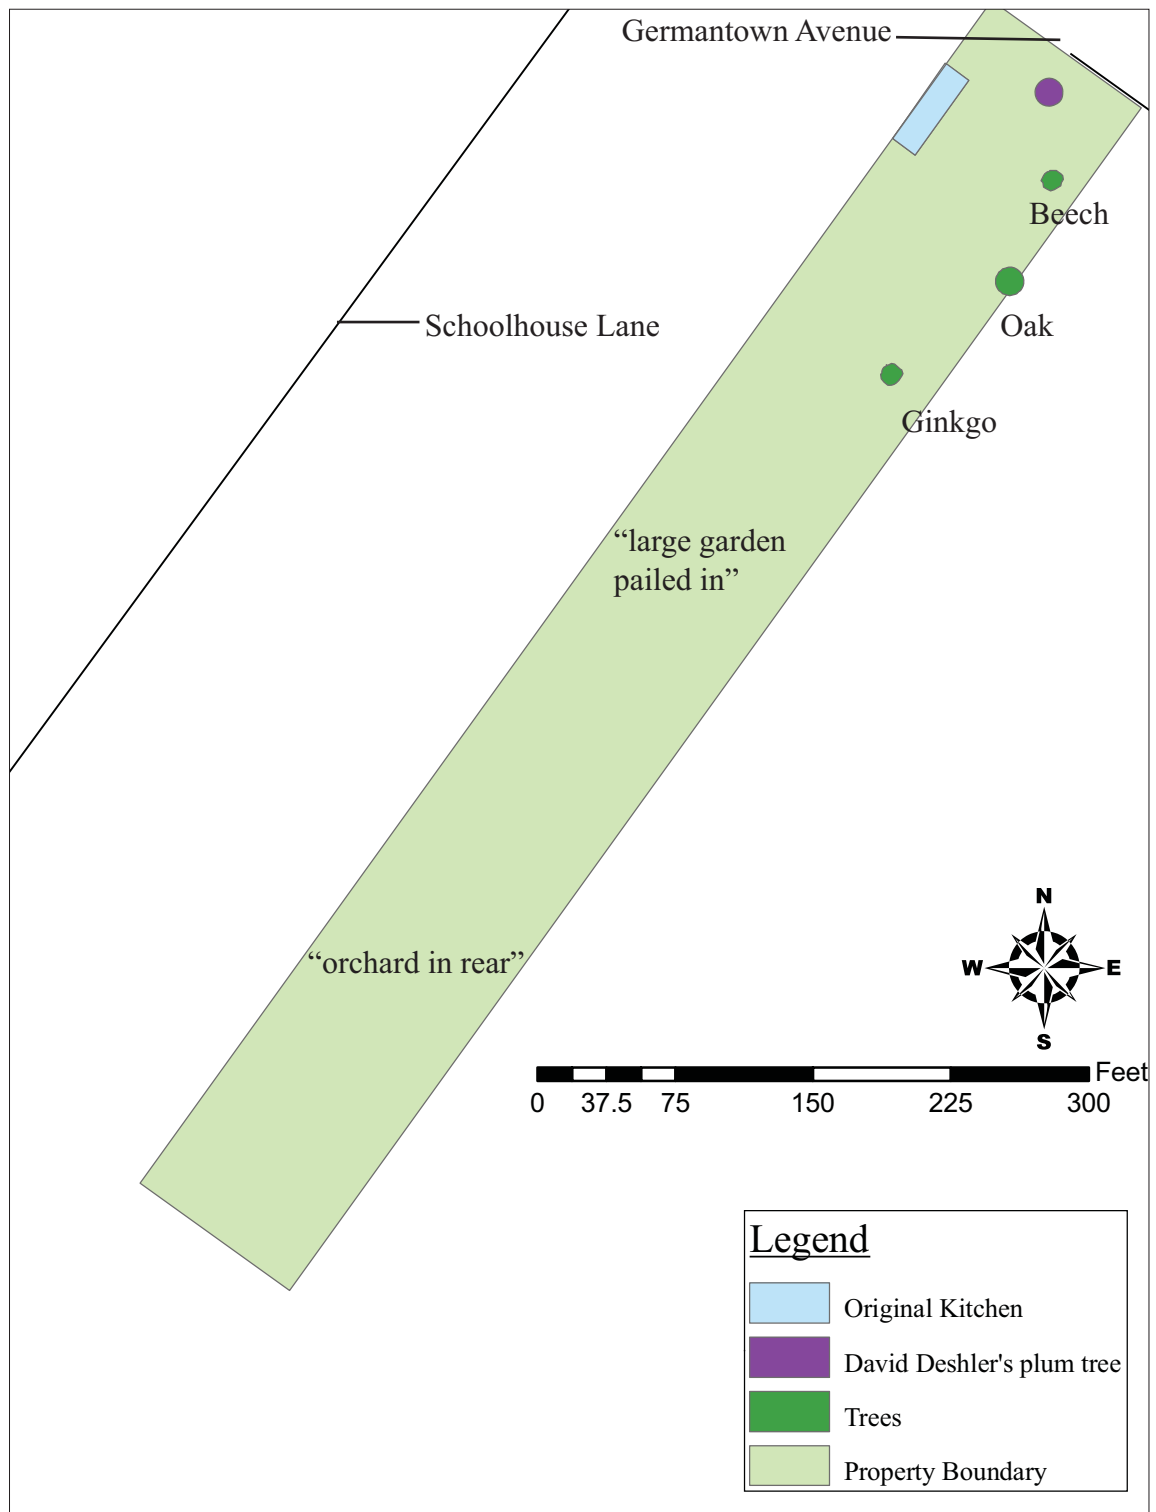 Germantown Avenue
Beech
Schoolhouse Lane
Oak
Ginkgo
“large garden
pailed in”
“orchard in rear”
N
W E
S
Feet
0 37.5 75 150 225 300
Legend
Original Kitchen
David Deshler's plum tree
Trees
Property Boundary